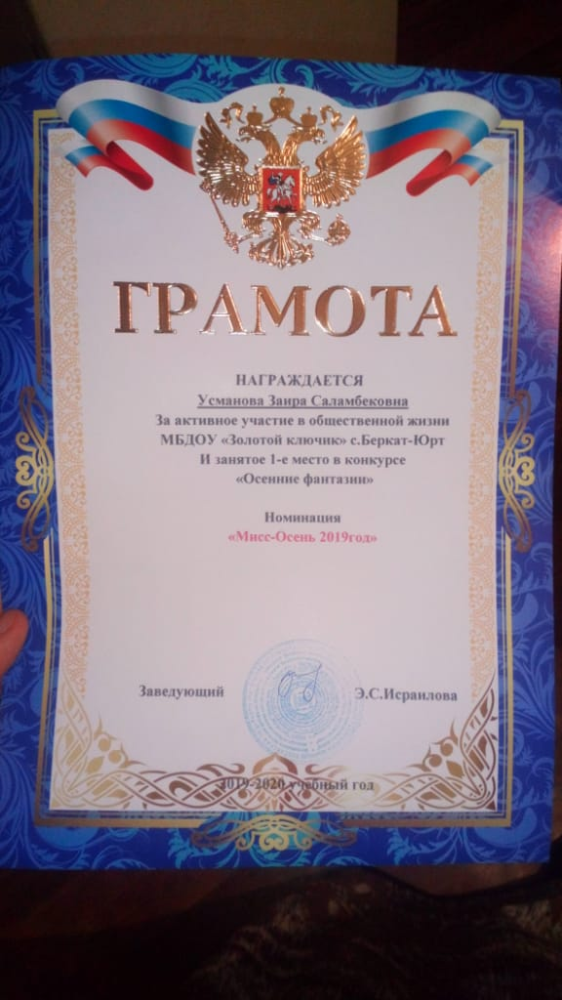 ГРАМОТА
НАГРАЖДАЕТСЯ
Усманова Заира Саламбековна
За активное участие в общественной жизни
МБДОУ «Золотой ключик» с.Беркат-Юрт
И занятое 1-е место в конкурсе
«Осенние фантазии»
Номинация
«Мисс-Осень 2019год»
Заведующий Э.С.Исраилова
2019-2020 учебный год